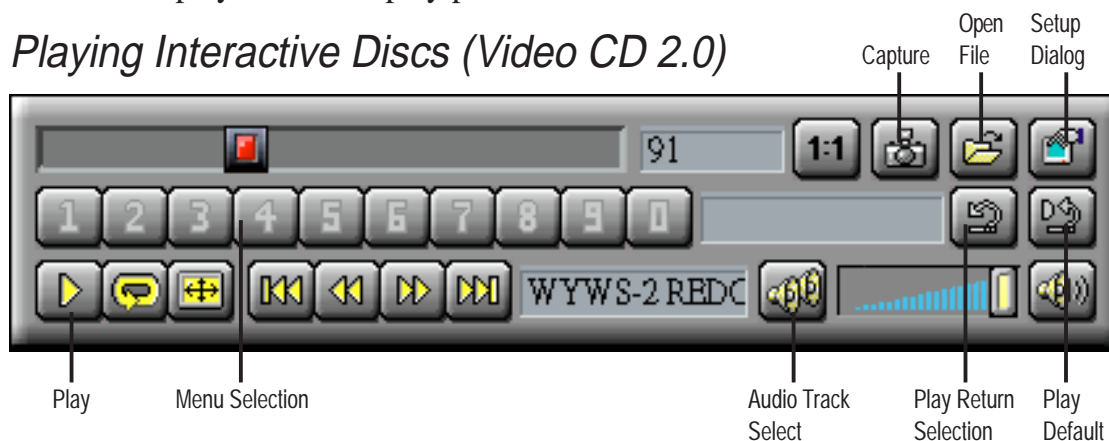 Playing Interactive Discs (Video CD 2.0)
Capture
Open
File
Setup
Dialog
91
1:1
1 2 3 4 5 6 7 8 9 0
D
WYWS-2 REDC
Play
Menu Selection
Audio Track
Select
Play Return
Selection
Play
Default